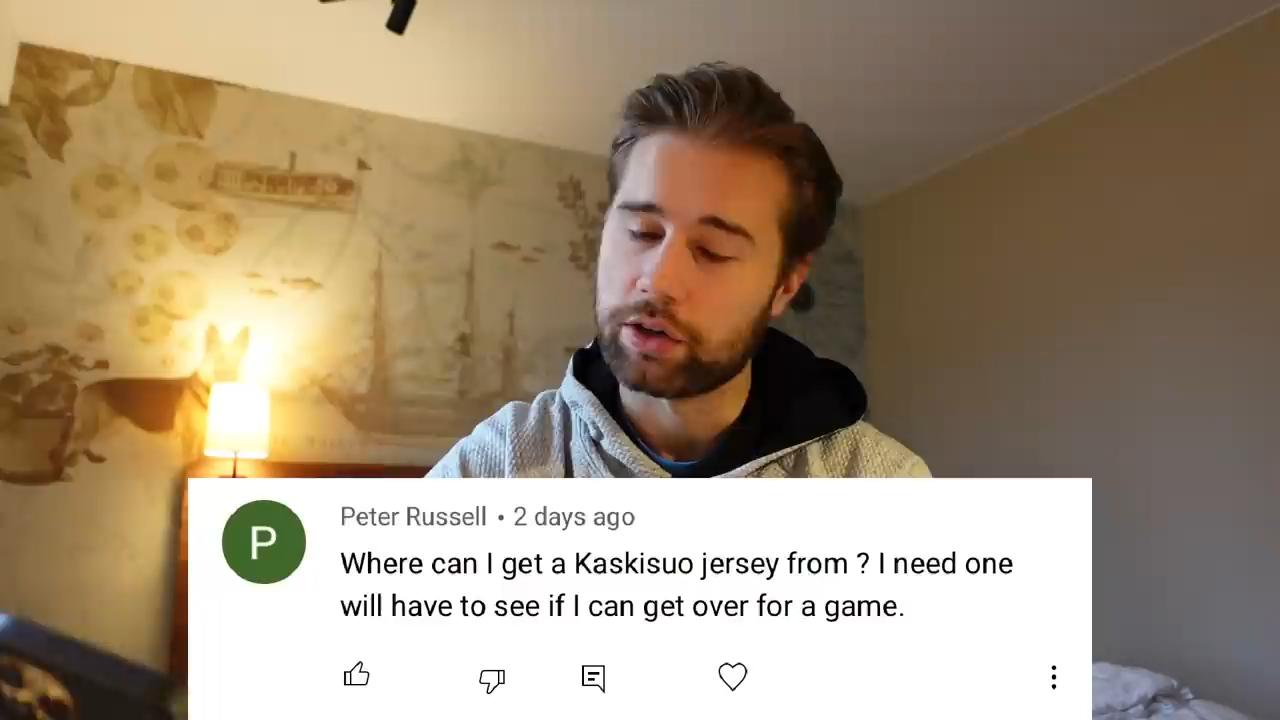 P
Peter Russell • 2 days ago
Where can I get a Kaskisuo jersey from ? I need one
will have to see if I can get over for a game.